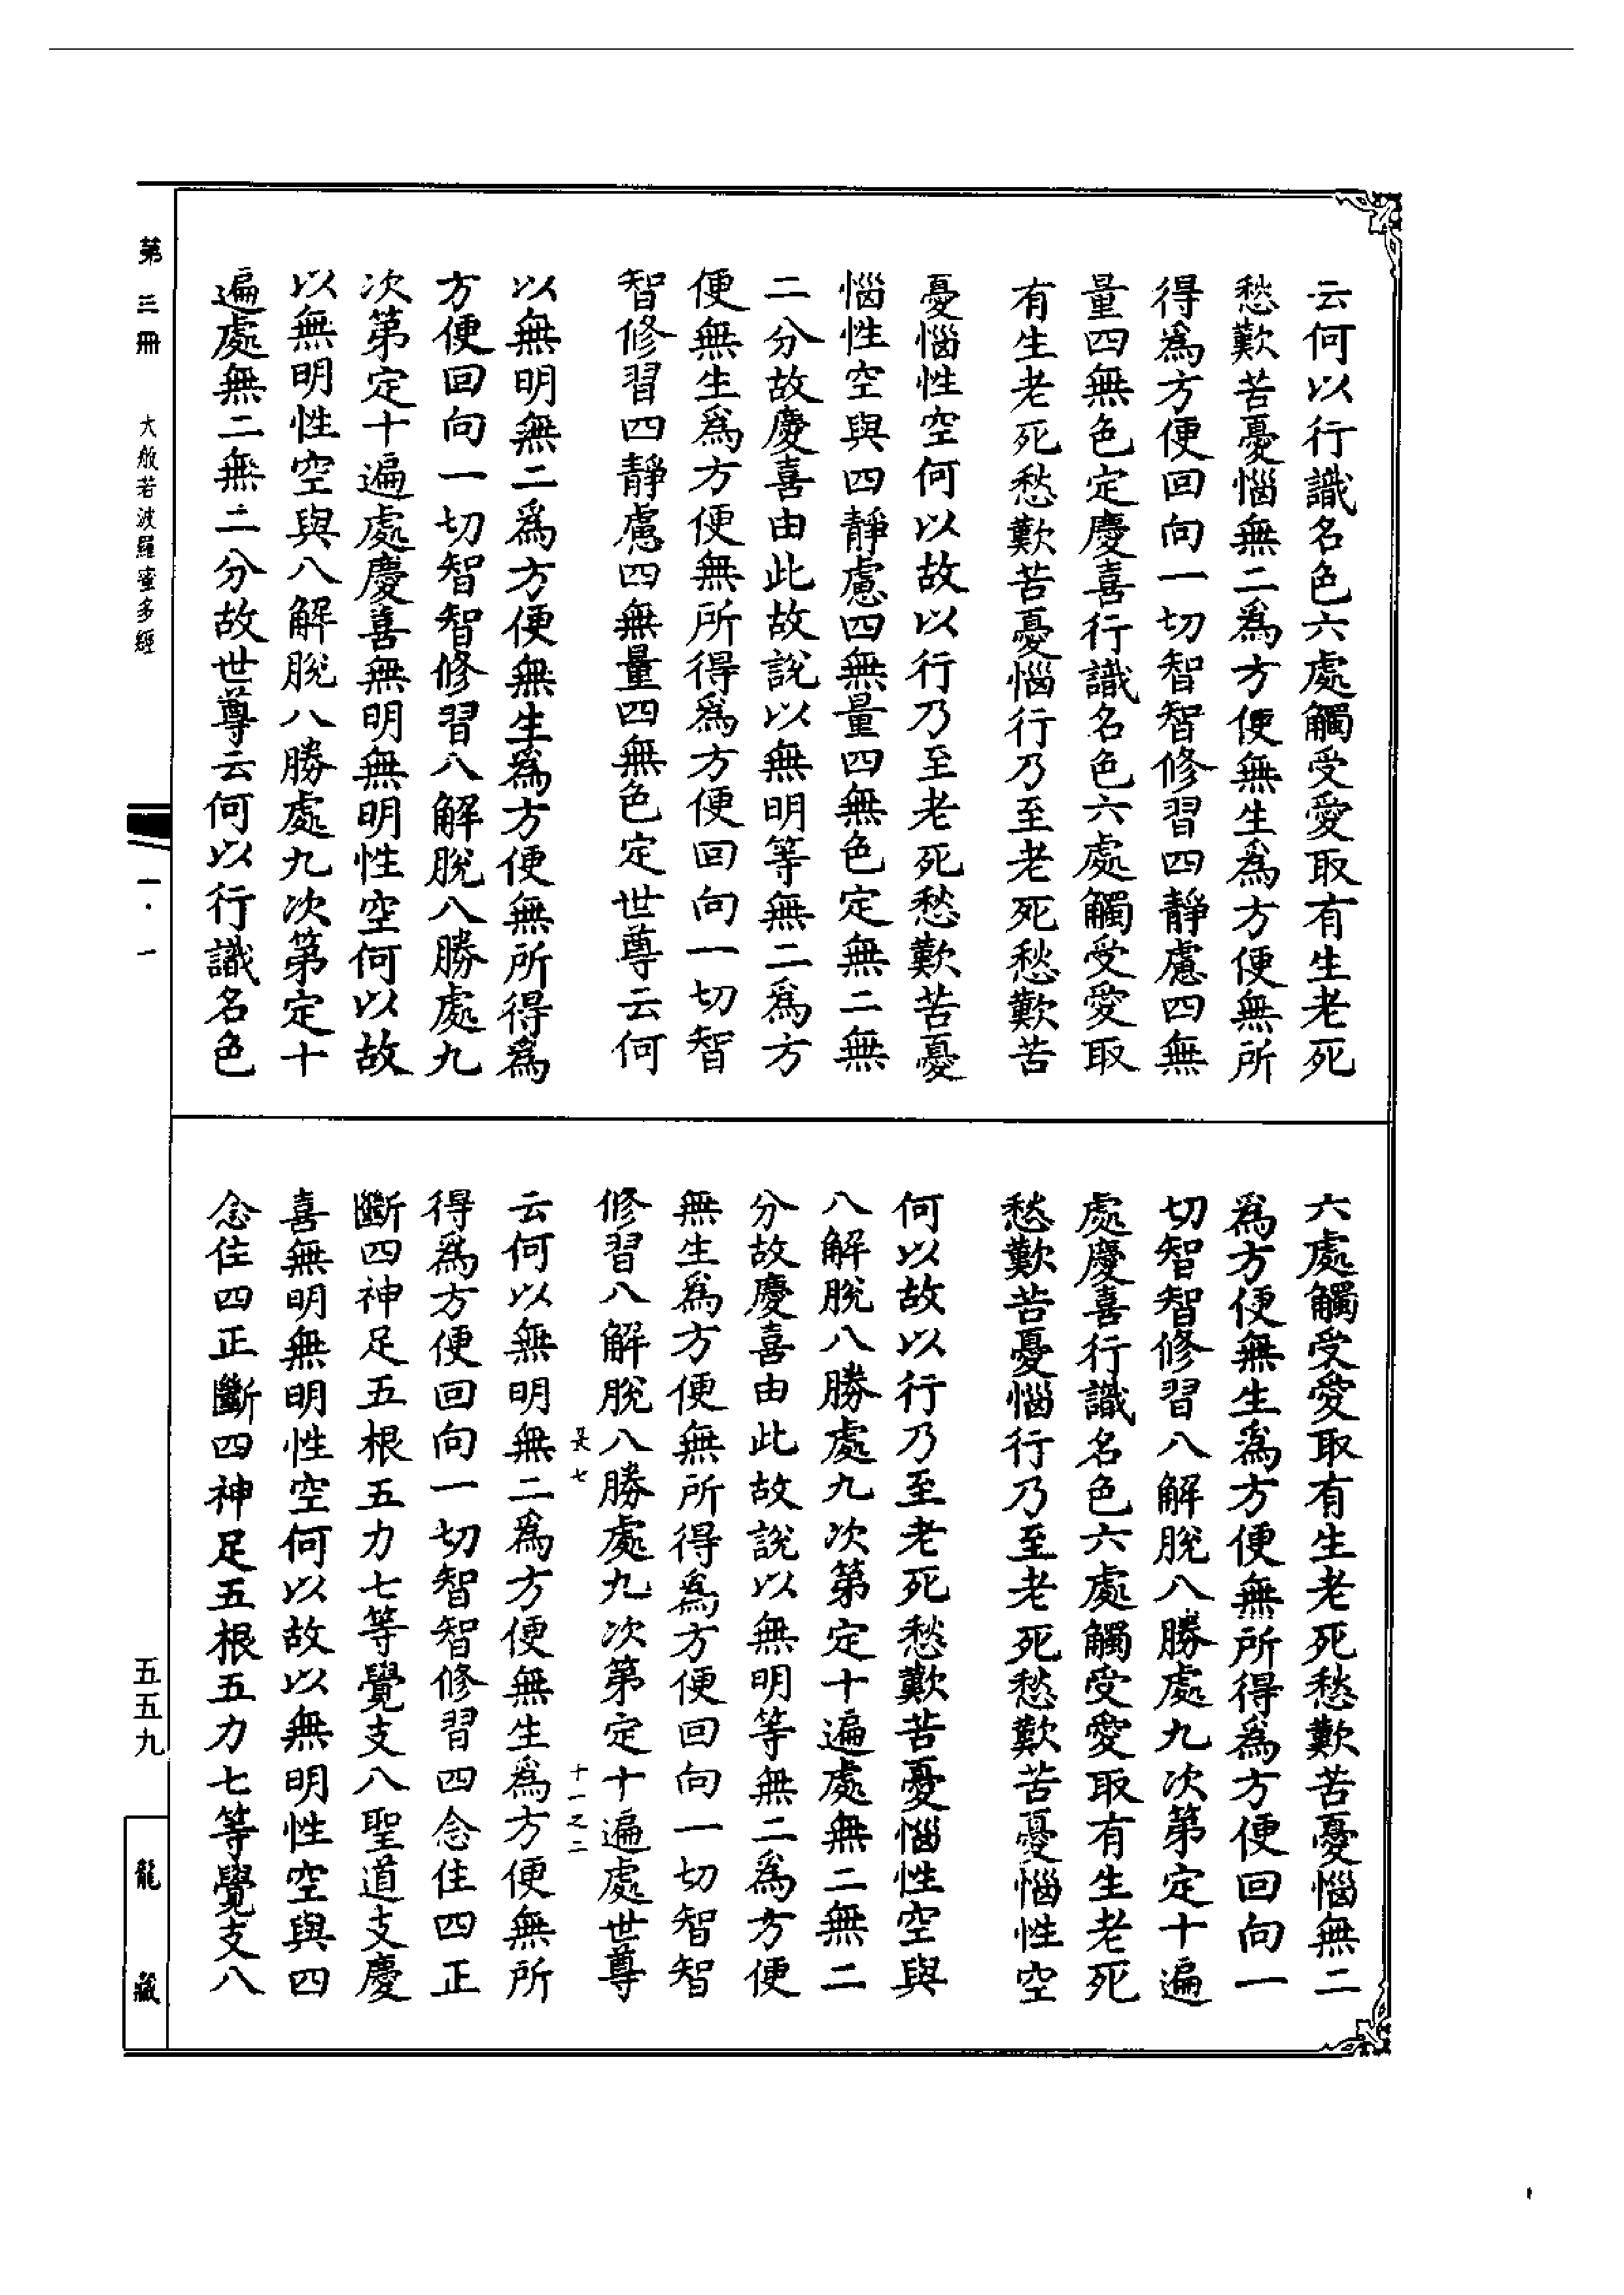 云何以行識名色六處觸受愛取有生老死
愁歎苦憂惱無二爲方便無生爲方便無所
得爲方便回向一切智智修習四靜慮四無
量四無色定慶喜行識名色六處觸受愛取
有生老死愁歎苦憂惱行乃至老死愁歎苦
憂惱性空何以故以行乃至老死愁歎苦憂
惱性空與四靜慮四無量四無色定無二無
二分故慶喜由此故說以無明等無二爲方
便無生爲方便無所得爲方便回向一切智
智修習四靜慮四無量四無色定世尊云何
以無明無二爲方便無生爲方便無所得爲
方便回向一切智智修習八解脫八勝處九
次第定十遍處慶喜無明無明性空何以故
以無明性空與八解脫八勝處九次第定十
遍處無二無二分故世尊云何以行識名色
六處觸受愛取有生老死愁歎苦憂惱無二
爲方便無生爲方便無所得爲方便回向一
切智智修習八解脫八勝處九次第定十遍
處慶喜行識名色六處觸受愛取有生老死
愁歎苦憂惱行乃至老死愁歎苦憂惱性空
何以故以行乃至老死愁歎苦憂惱性空與
八解脫八勝處九次第定十遍處無二無二
分故慶喜由此故說以無明等無二爲方便
無生爲方便無所得爲方便回向一切智智
修習八解脫八勝處九次第定十遍處世尊
七 十一之二
云何以無明無二爲方便無生爲方便無所
得爲方便回向一切智智修習四念住四正
斷四神足五根五力七等覺支八聖道支慶
喜無明無明性空何以故以無明性空與四
念住四正斷四神足五根五力七等覺支八
第三冊 大般若波羅蜜多經 一·一 五五九 龍藏